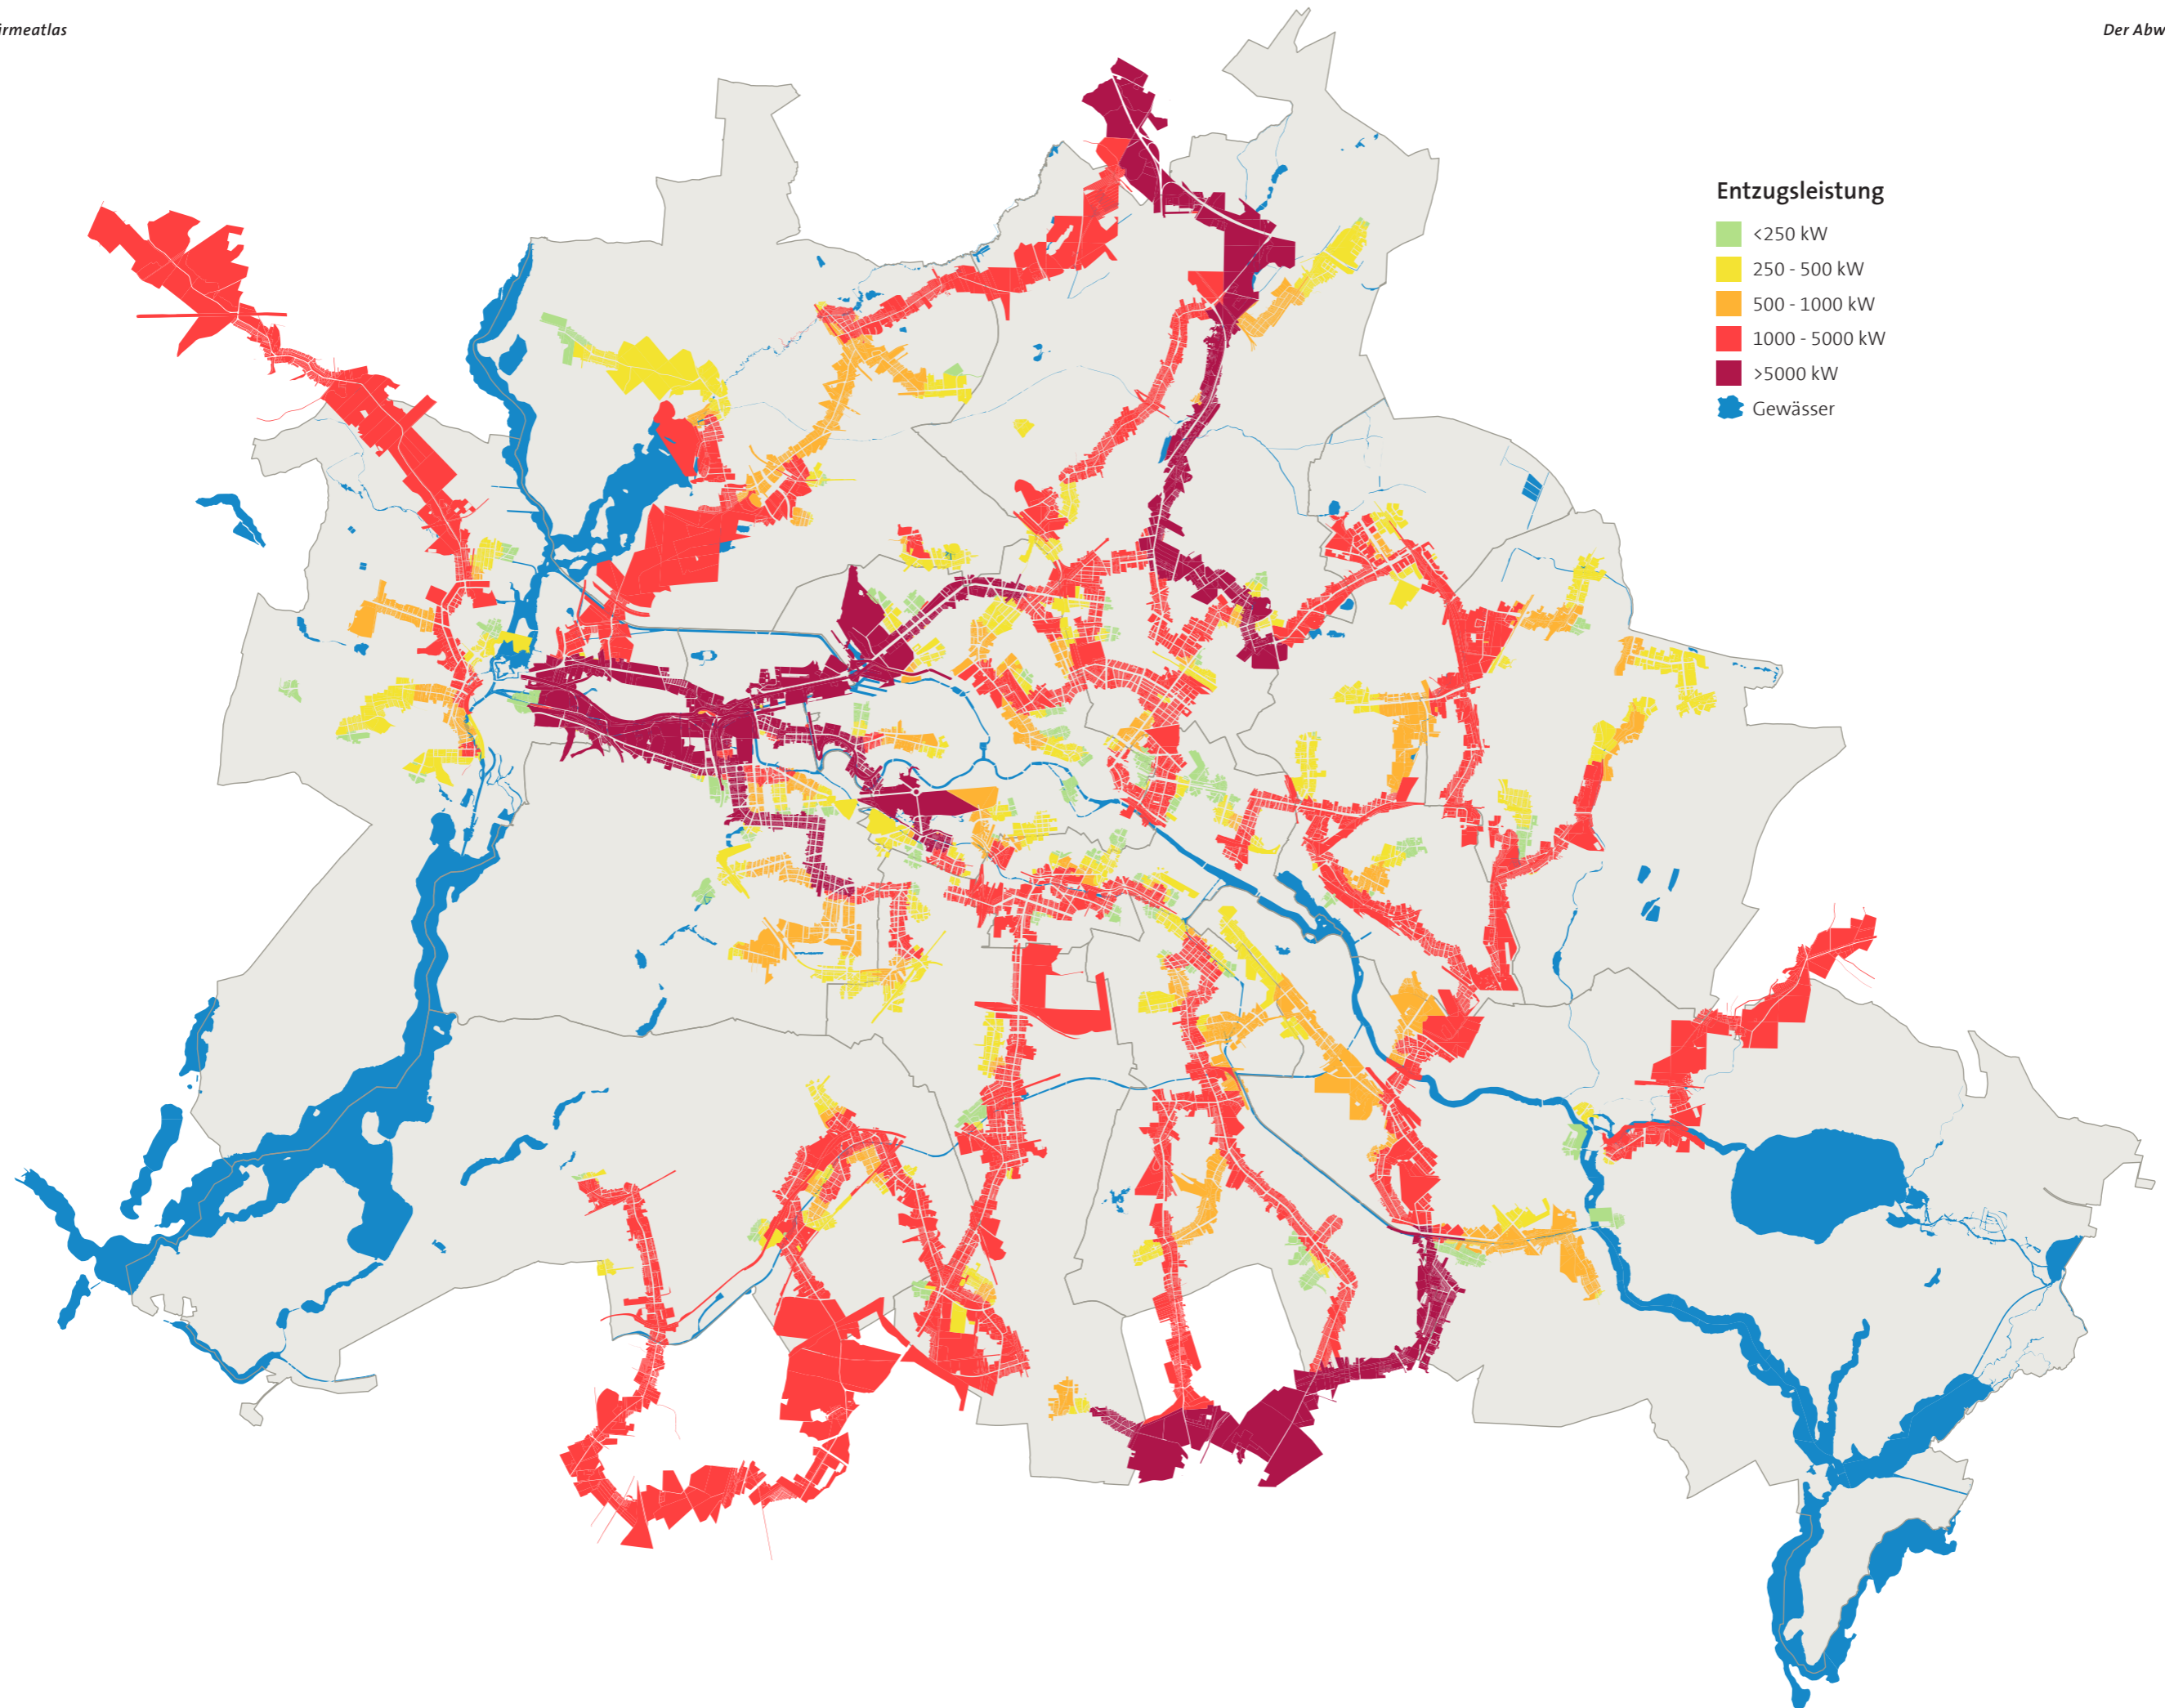 irmeatlas
Der Abw
Entzugsleistung
<250 kW
250 - 500 kW
500 - 1000 kW
1000 - 5000 kW
>5000 kW
Gewässer